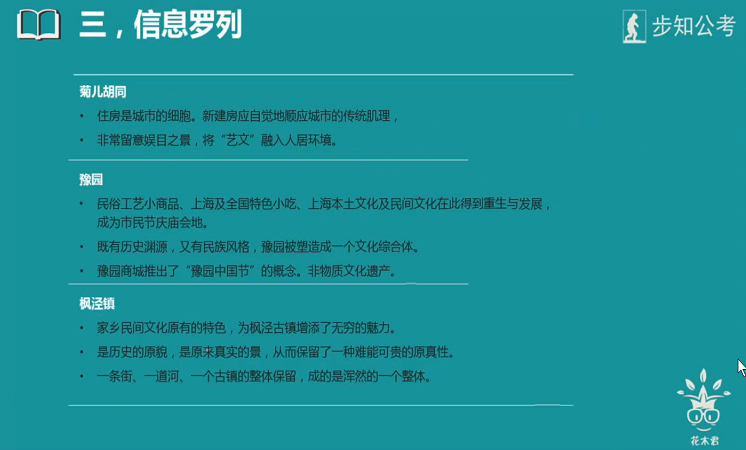 三，信息罗列
步知公考
菊儿胡同
• 住房是城市的细胞。新建房应自觉地顺应城市的传统肌理，
• 非常留意娱目之景，将“艺文”融入人居环境。
豫园
• 民俗工艺小商品、上海及全国特色小吃、上海本土文化及民间文化在此得到重生与发展，
成为市民节庆庙会地。
• 既有历史渊源，又有民族风格，豫园被塑造成一个文化综合体。
• 豫园商城推出了“豫园中国节”的概念。非物质文化遗产。
枫泾镇
• 家乡民间文化原有的特色，为枫泾古镇增添了无穷的魅力。
• 是历史的原貌，是原来真实的景，从而保留了一种难能可贵的原真性。
• 一条街、一道河、一个古镇的整体保留，成的是浑然的一个整体。
花木君